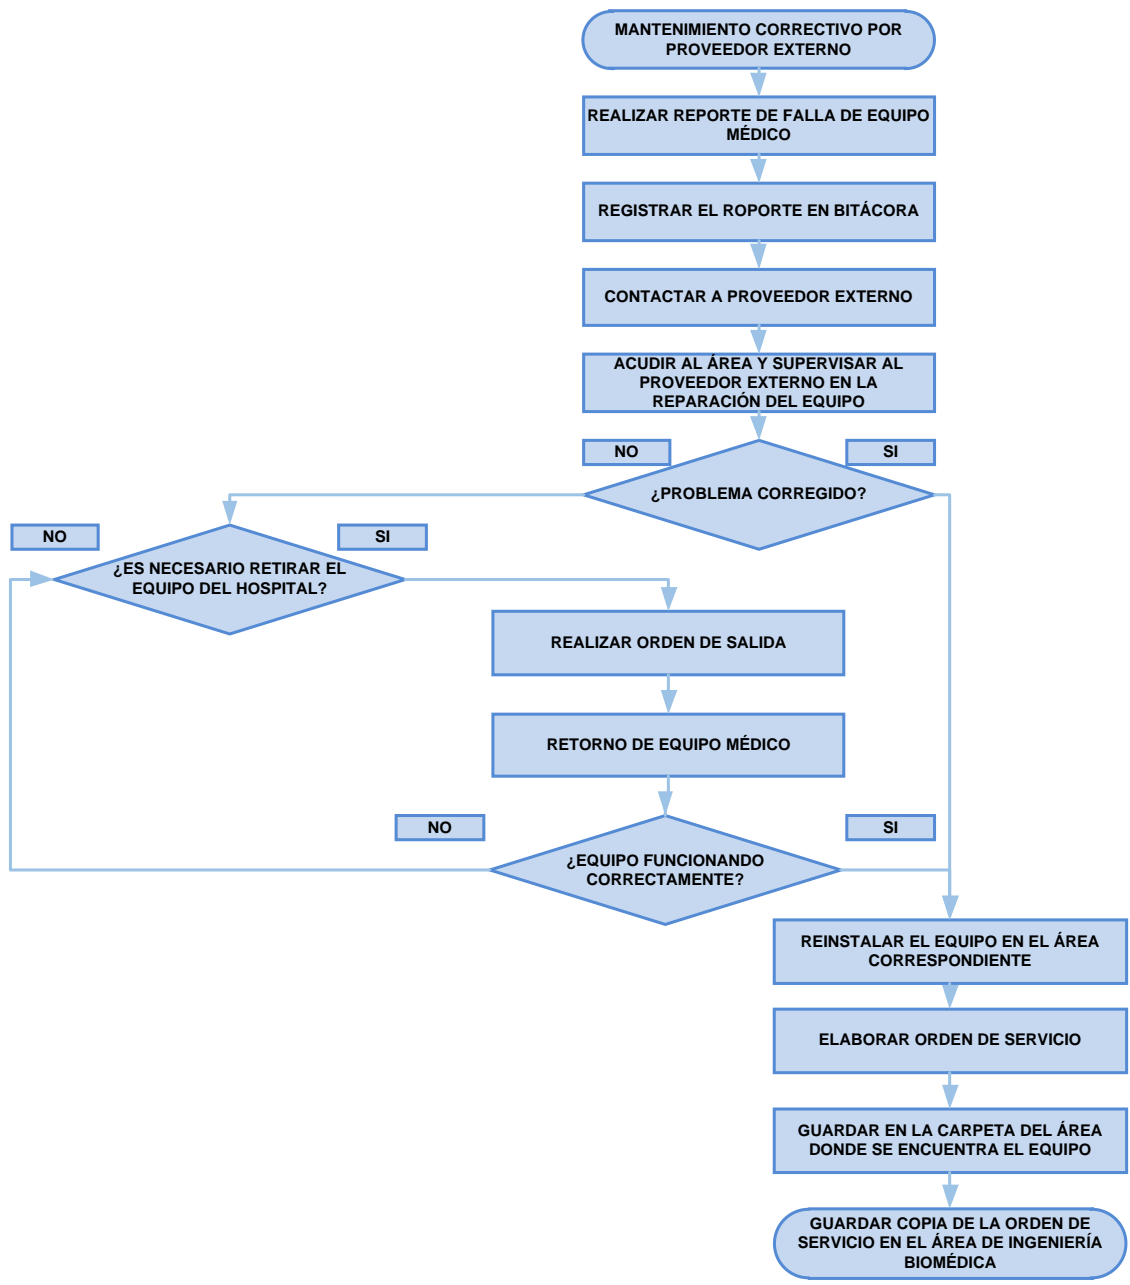 MANTENIMIENTO CORRECTIVO POR
PROVEEDOR EXTERNO
REALIZAR REPORTE DE FALLA DE EQUIPO
MÉDICO
REGISTRAR EL ROPORTE EN BITÁCORA
CONTACTAR A PROVEEDOR EXTERNO
ACUDIR AL ÁREA Y SUPERVISAR AL
PROVEEDOR EXTERNO EN LA
REPARACIÓN DEL EQUIPO
NO
SI
¿PROBLEMA CORREGIDO?
NO
SI
¿ES NECESARIO RETIRAR EL
EQUIPO DEL HOSPITAL?
REALIZAR ORDEN DE SALIDA
RETORNO DE EQUIPO MÉDICO
NO
SI
¿EQUIPO FUNCIONANDO
CORRECTAMENTE?
REINSTALAR EL EQUIPO EN EL ÁREA
CORRESPONDIENTE
ELABORAR ORDEN DE SERVICIO
GUARDAR EN LA CARPETA DEL ÁREA
DONDE SE ENCUENTRA EL EQUIPO
GUARDAR COPIA DE LA ORDEN DE
SERVICIO EN EL ÁREA DE INGENIERÍA
BIOMÉDICA